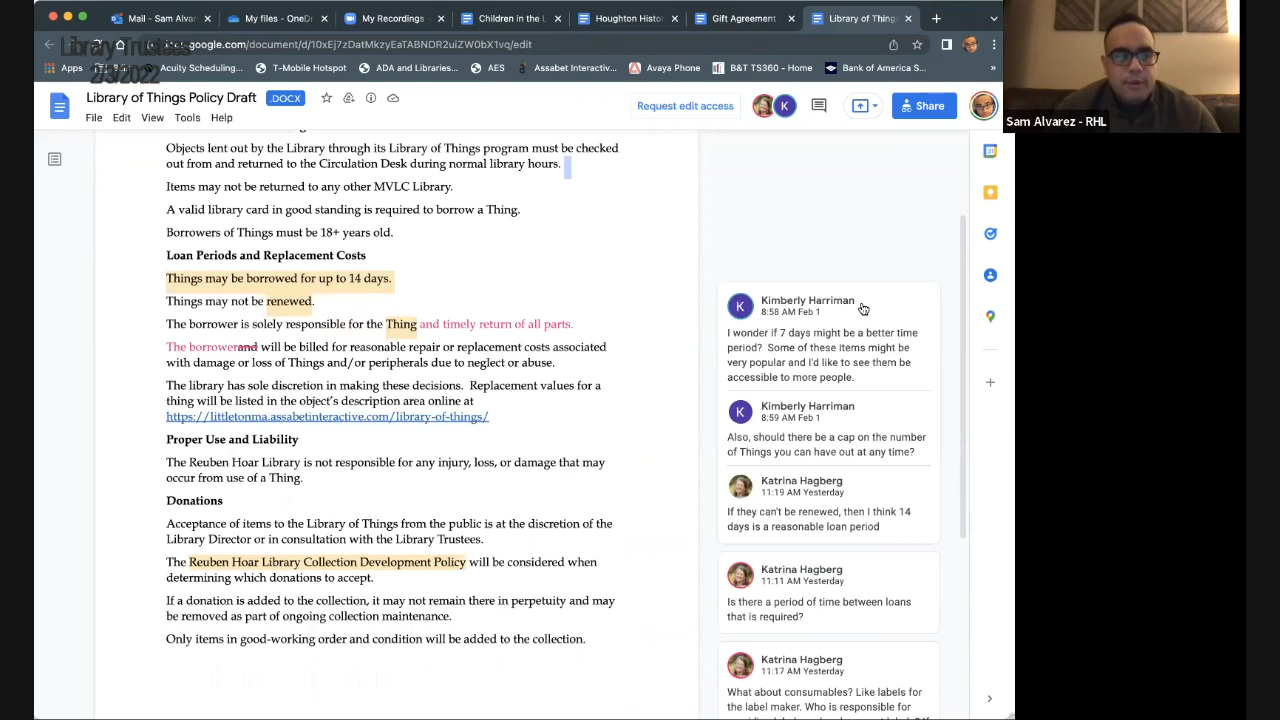 Mail - Sam Alvar
My files - OneDr
My Recordings -
Children in the L
Houghton Histor
Gift Agreement
Library of Thing
Library Trustees
2/3/2022
.google.com/document/d/10xEj7zDatMkzyEaTABNDR2uiZW0bX1vq/edit
Apps
Acuity Scheduling...
T-Mobile Hotspot
ADA and Libraries...
AES
Assabet Interactiv...
Avaya Phone
B&T TS360 - Home
Bank of America S...
»
Library of Things Policy Draft
.DOCX
Request edit access
K
Share
File Edit View Tools Help
Sam Alvarez - RHL
Objects lent out by the Library through its Library of Things program must be checked
out from and returned to the Circulation Desk during normal library hours.
Items may not be returned to any other MVLC Library.
A valid library card in good standing is required to borrow a Thing.
Borrowers of Things must be 18+ years old.
Loan Periods and Replacement Costs
Things may be borrowed for up to 14 days.
Things may not be renewed.
The borrower is solely responsible for the Thing and timely return of all parts.
The borrowerand will be billed for reasonable repair or replacement costs associated
with damage or loss of Things and/or peripherals due to neglect or abuse.
The library has sole discretion in making these decisions. Replacement values for a
thing will be listed in the object's description area online at
https://littletonma.assabetinteractive.com/library-of-things/
Proper Use and Liability
The Reuben Hoar Library is not responsible for any injury, loss, or damage that may
occur from use of a Thing.
Donations
Acceptance of items to the Library of Things from the public is at the discretion of the
Library Director or in consultation with the Library Trustees.
The Reuben Hoar Library Collection Development Policy will be considered when
determining which donations to accept.
If a donation is added to the collection, it may not remain there in perpetuity and may
be removed as part of ongoing collection maintenance.
Only items in good-working order and condition will be added to the collection.
K
Kimberly Harriman
8:58 AM Feb 1
I wonder if 7 days might be a better time
period? Some of these items might be
very popular and I'd like to see them be
accessible to more people.
K
Kimberly Harriman
8:59 AM Feb 1
Also, should there be a cap on the number
of Things you can have out at any time?
Katrina Hagberg
11:19 AM Yesterday
If they can't be renewed, then I think 14
days is a reasonable loan period
Katrina Hagberg
11:11 AM Yesterday
Is there a period of time between loans
that is required?
Katrina Hagberg
11:17 AM Yesterday
What about consumables? Like labels for
the label maker. Who is responsible for